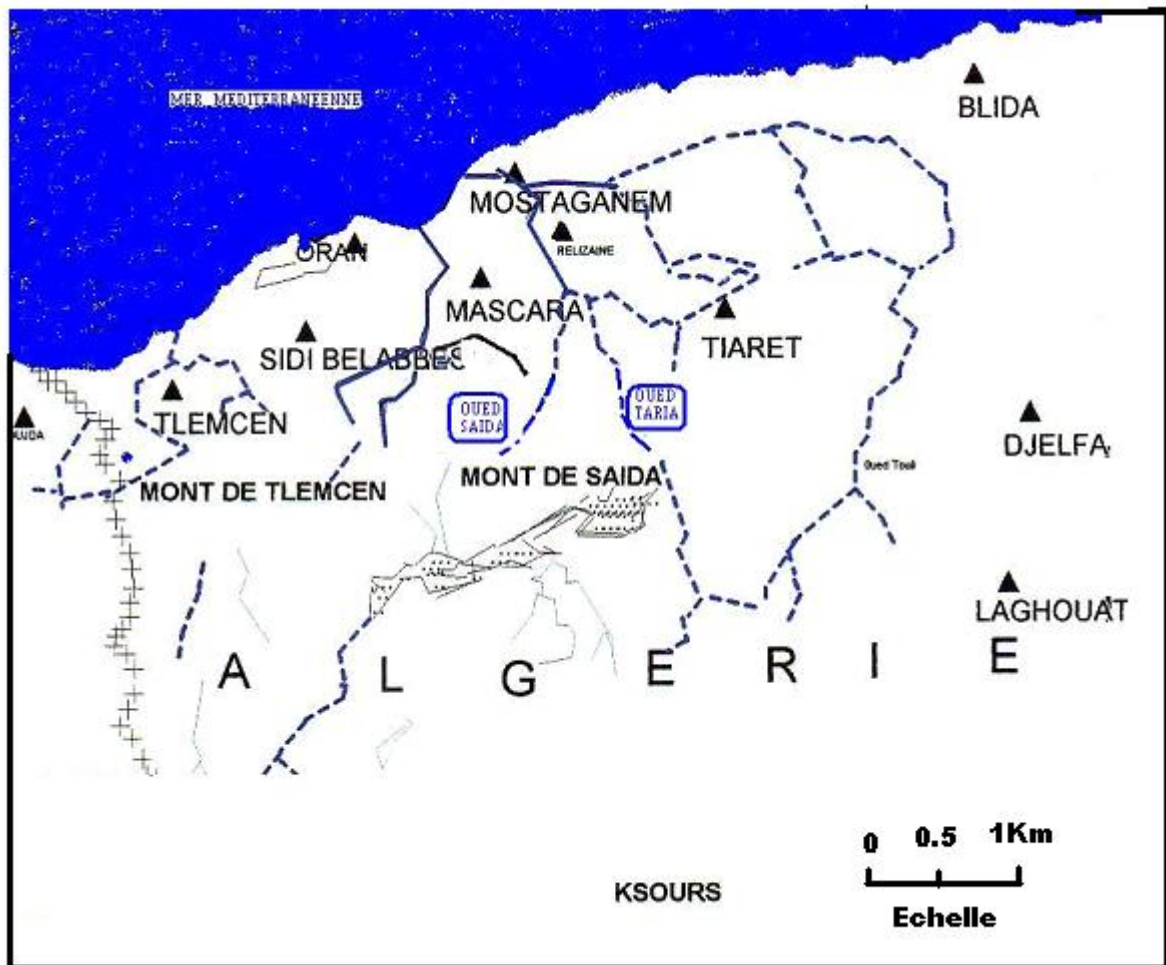 MER MEDITERANEENNE
BLIDA
MOSTAGANEM
RELIZAINE
ORAN
MASCARA
TIARET
SIDI BELABBES
OUED
SAIDA
OUED
TARIA
TLEMCEN
DJELFA
Oued Touil
MONT DE TLEMCEN
MONT DE SAIDA
LAGHOUAT
A L G E R I E
0 0.5 1Km
Echelle
KSOURS